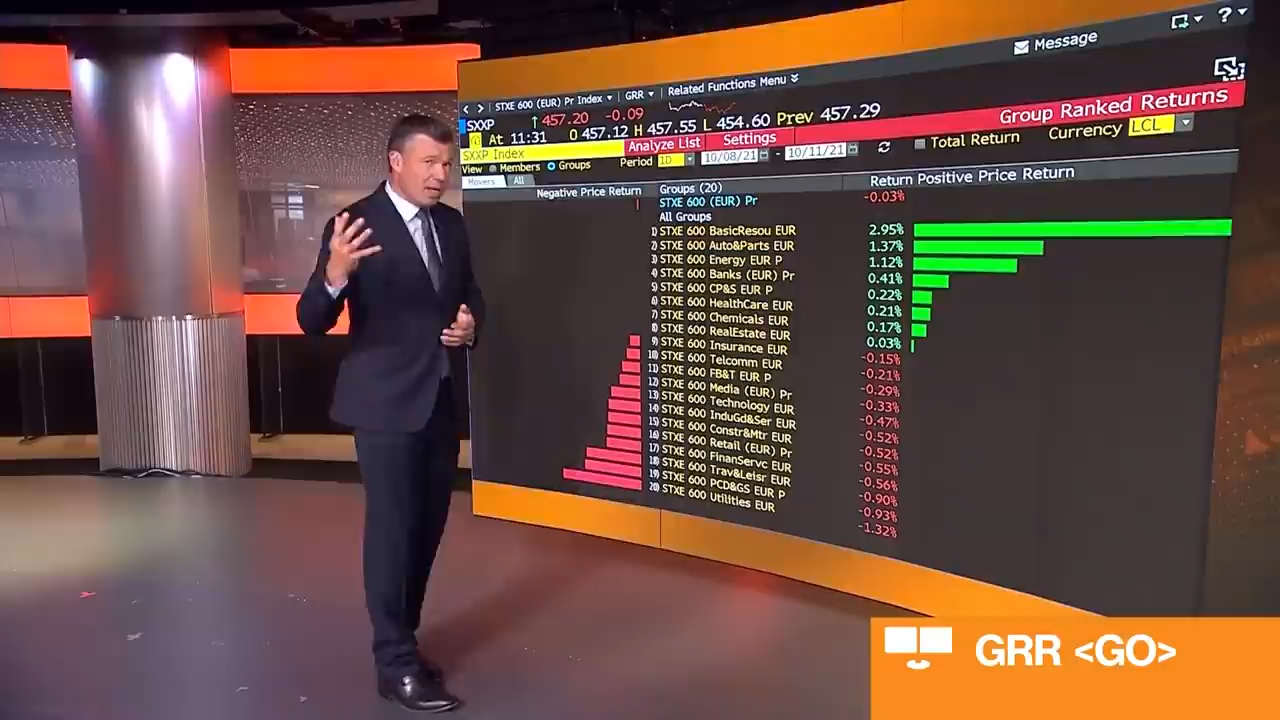 Message
?
STXE 600 (EUR) Pr Index GRR Related Functions Menu
SXXP ↑ 457.20 -0.09
At 11:31 O 457.12 H 457.55 L 454.60 Prev 457.29
SXXP Index Analyze List Settings Group Ranked Returns
View Members Groups Period 1D 10/08/21 - 10/11/21 Total Return Currency LCL
Movers All
Negative Price Return Groups (20) Return Positive Price Return
STXE 600 (EUR) Pr -0.03%
All Groups
1) STXE 600 BasicResou EUR 2.95%
2) STXE 600 Auto&Parts EUR 1.37%
3) STXE 600 Energy EUR P 1.12%
4) STXE 600 Banks (EUR) Pr 0.41%
5) STXE 600 CP&S EUR P 0.22%
6) STXE 600 HealthCare EUR 0.21%
7) STXE 600 Chemicals EUR 0.17%
8) STXE 600 RealEstate EUR 0.03%
9) STXE 600 Insurance EUR -0.15%
10) STXE 600 Telcomm EUR -0.21%
11) STXE 600 FB&T EUR P -0.29%
12) STXE 600 Media (EUR) Pr -0.33%
13) STXE 600 Technology EUR -0.47%
14) STXE 600 InduGd&Ser EUR -0.52%
15) STXE 600 Constr&Mtr EUR -0.52%
16) STXE 600 Retail (EUR) Pr -0.55%
17) STXE 600 FinanServc EUR -0.56%
18) STXE 600 Trav&Leisr EUR -0.90%
19) STXE 600 PCD&GS EUR P -0.93%
20) STXE 600 Utilities EUR -1.32%
GRR <GO>